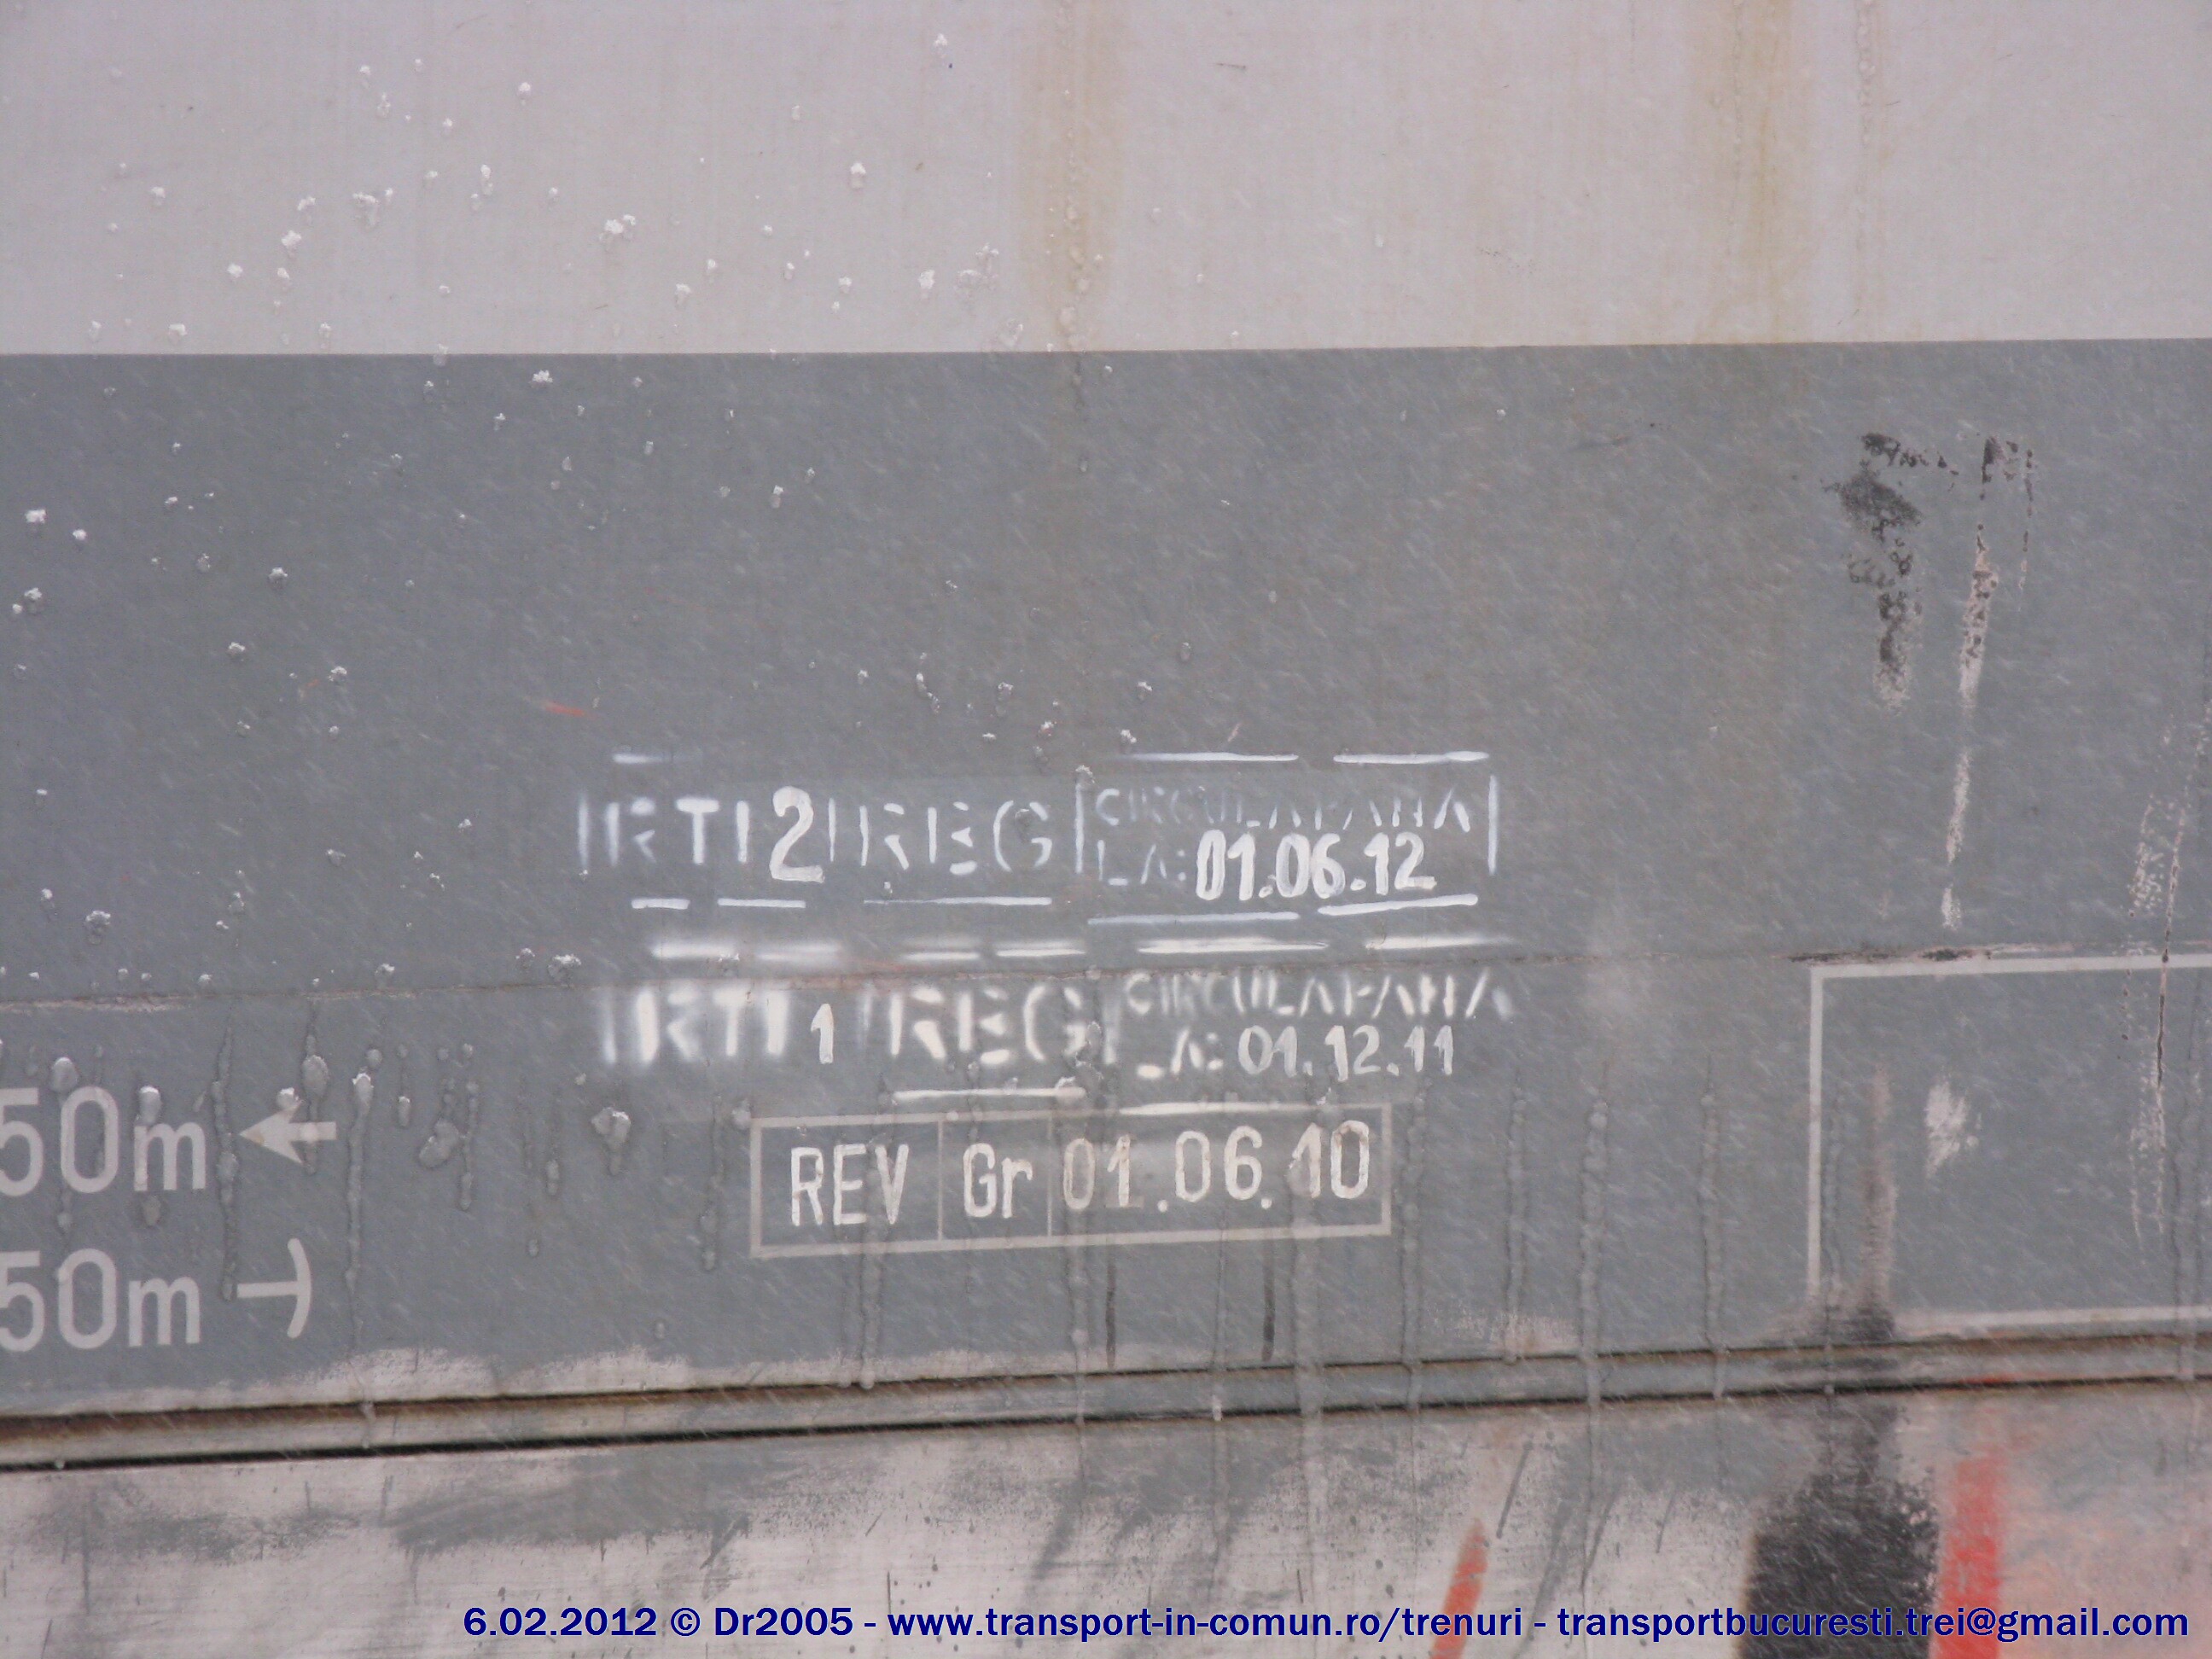 RTI 2 REG CIRCULA PANA
LA: 01.06.12
RTI 1 REG CIRCULA PANA
LA: 01.12.11
50m ←
REV Gr 01.06.10
50m
6.02.2012 © Dr2005 - www.transport-in-comun.ro/trenuri - transportbucuresti.trei@gmail.com